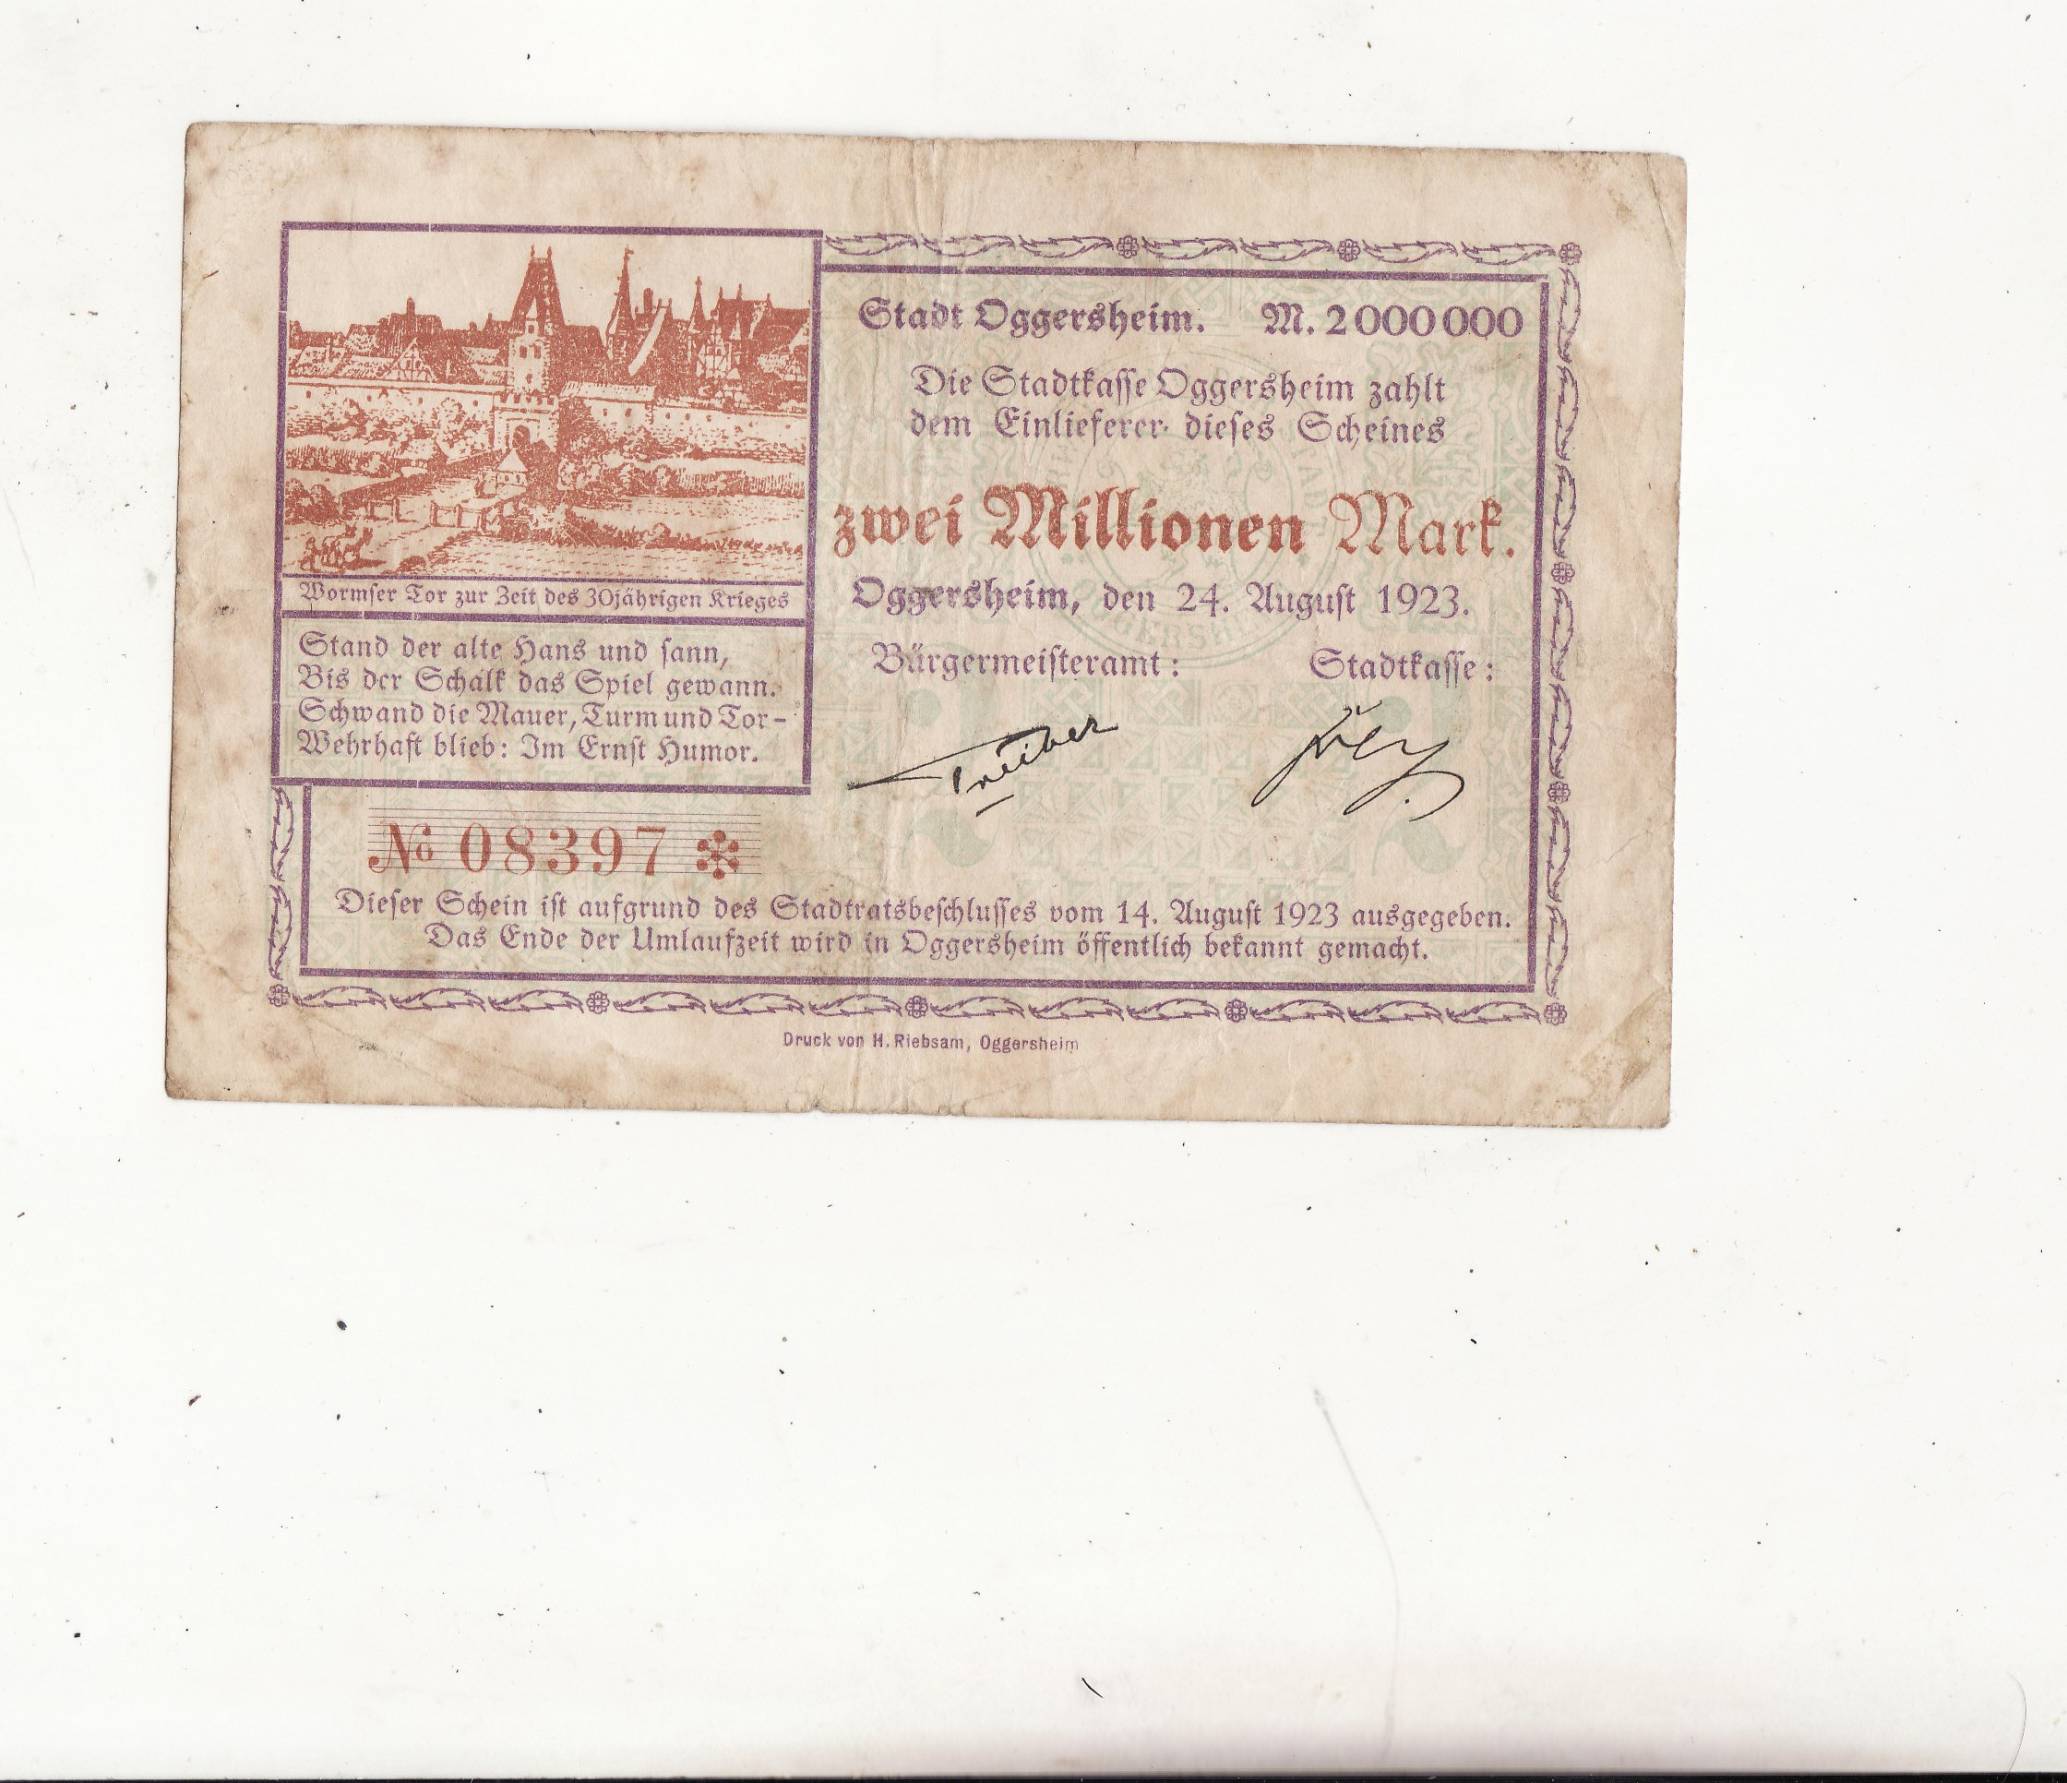 Wormser Tor zur Zeit des 30jährigen Krieges
Stand der alte Hans und sann,
Bis der Schalk das Spiel gewann.
Schwand die Mauer, Turm und Tor-
Wehrhaft blieb: Im Ernst Humor.
Stadt Oggersheim. M. 2000000
Die Stadtkasse Oggersheim zahlt
dem Einlieferer dieses Scheines
zwei Millionen Mark.
Oggersheim, den 24. August 1923.
Bürgermeisteramt: Stadtkasse:
No 08397
Dieser Schein ist aufgrund des Stadtratsbeschlusses vom 14. August 1923 ausgegeben.
Das Ende der Umlaufzeit wird in Oggersheim öffentlich bekannt gemacht.
Druck von H. Riebsam, Oggersheim